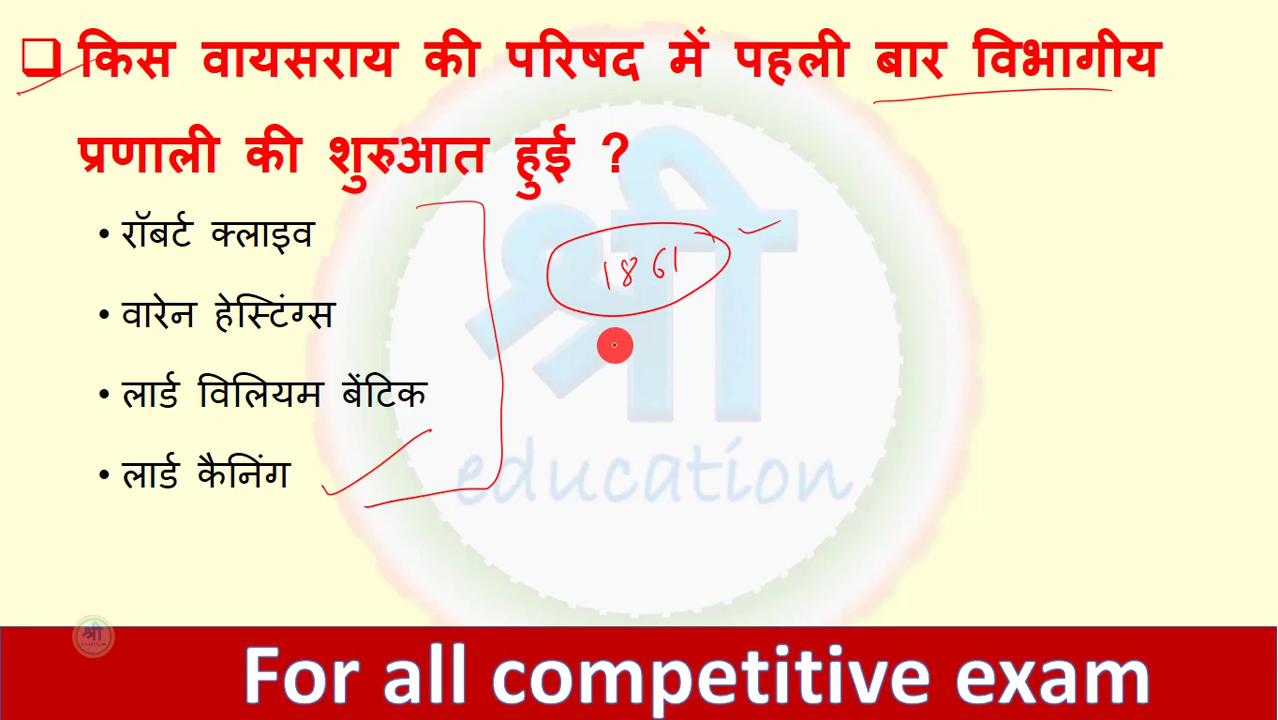 किस वायसराय की परिषद में पहली बार विभागीय
प्रणाली की शुरुआत हुई ?
• रॉबर्ट क्लाइव
• वारेन हेस्टिंग्स
• लार्ड विलियम बेंटिक
• लार्ड कैनिंग
1861
श्री
education
श्री
For all competitive exam